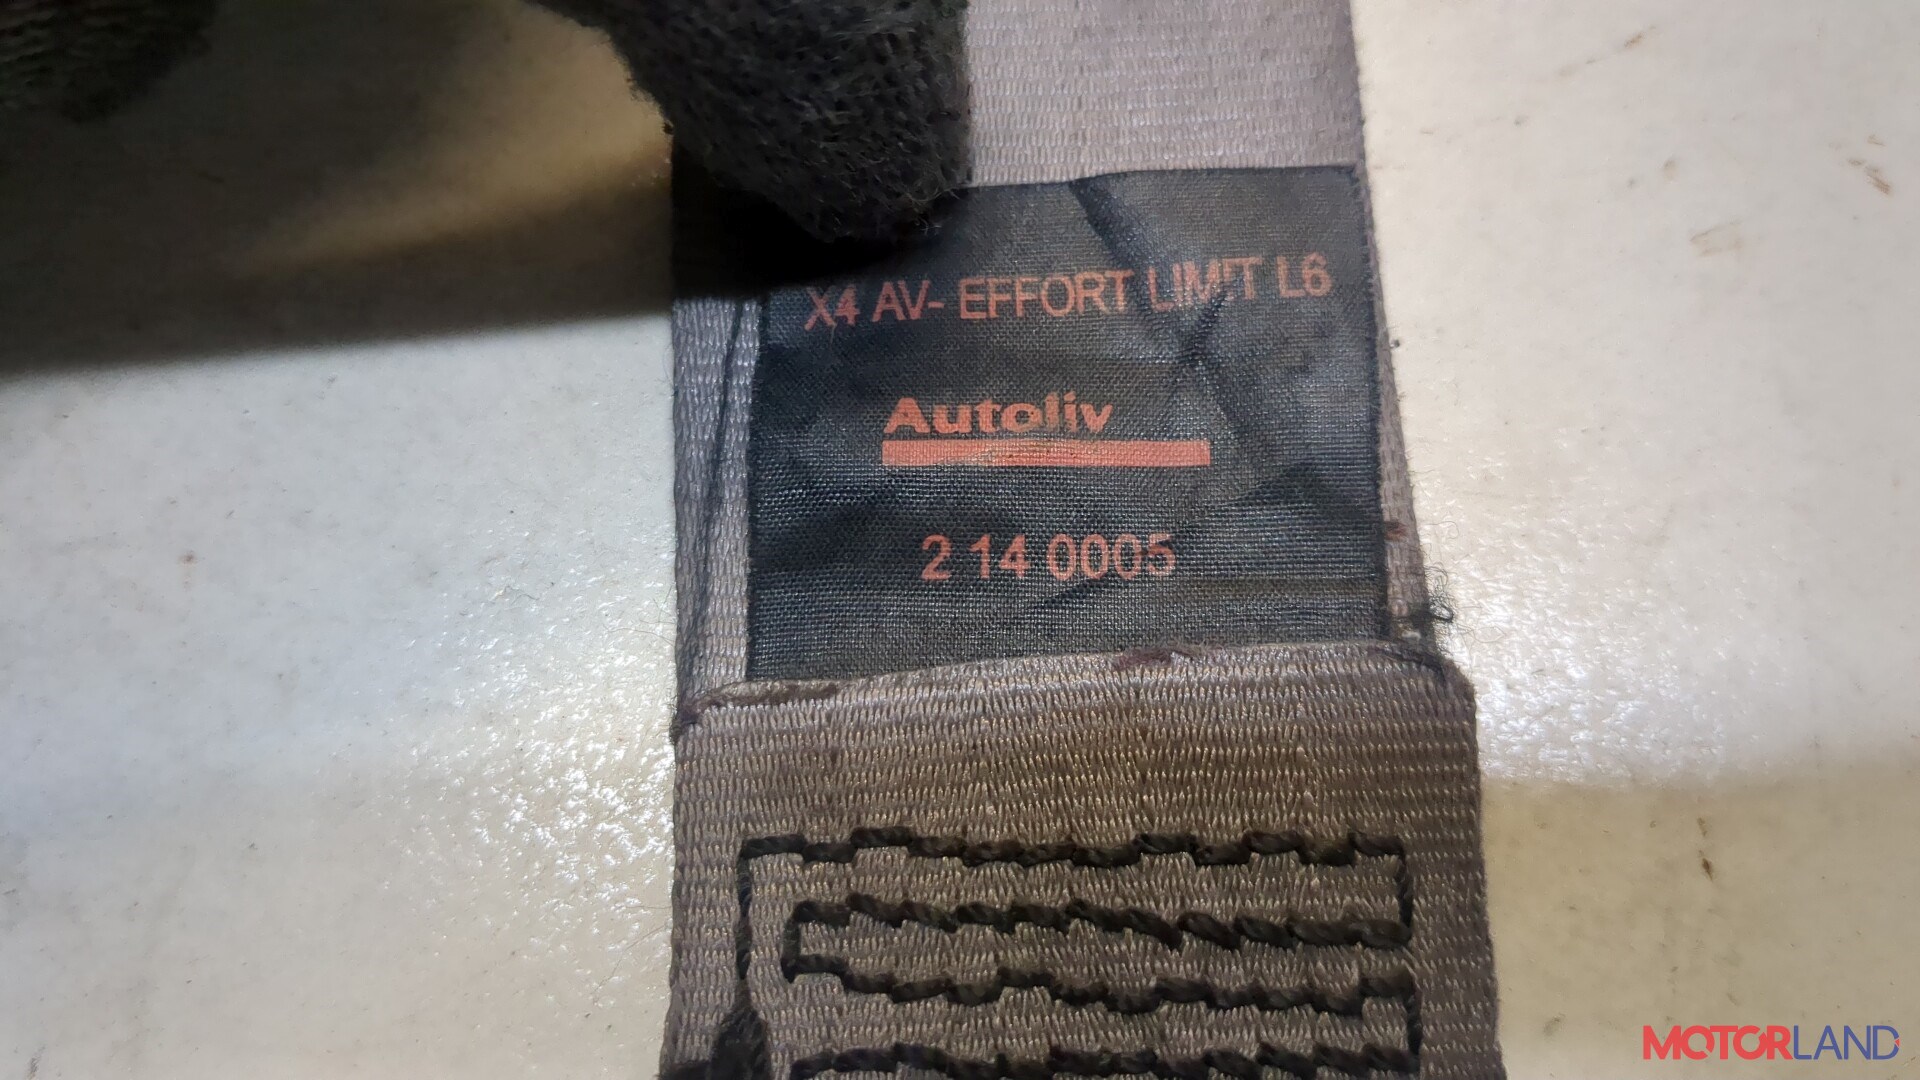 X4 AV- EFFORT LIMIT L6
Autoliv
2 14 0005
MOTORLAND